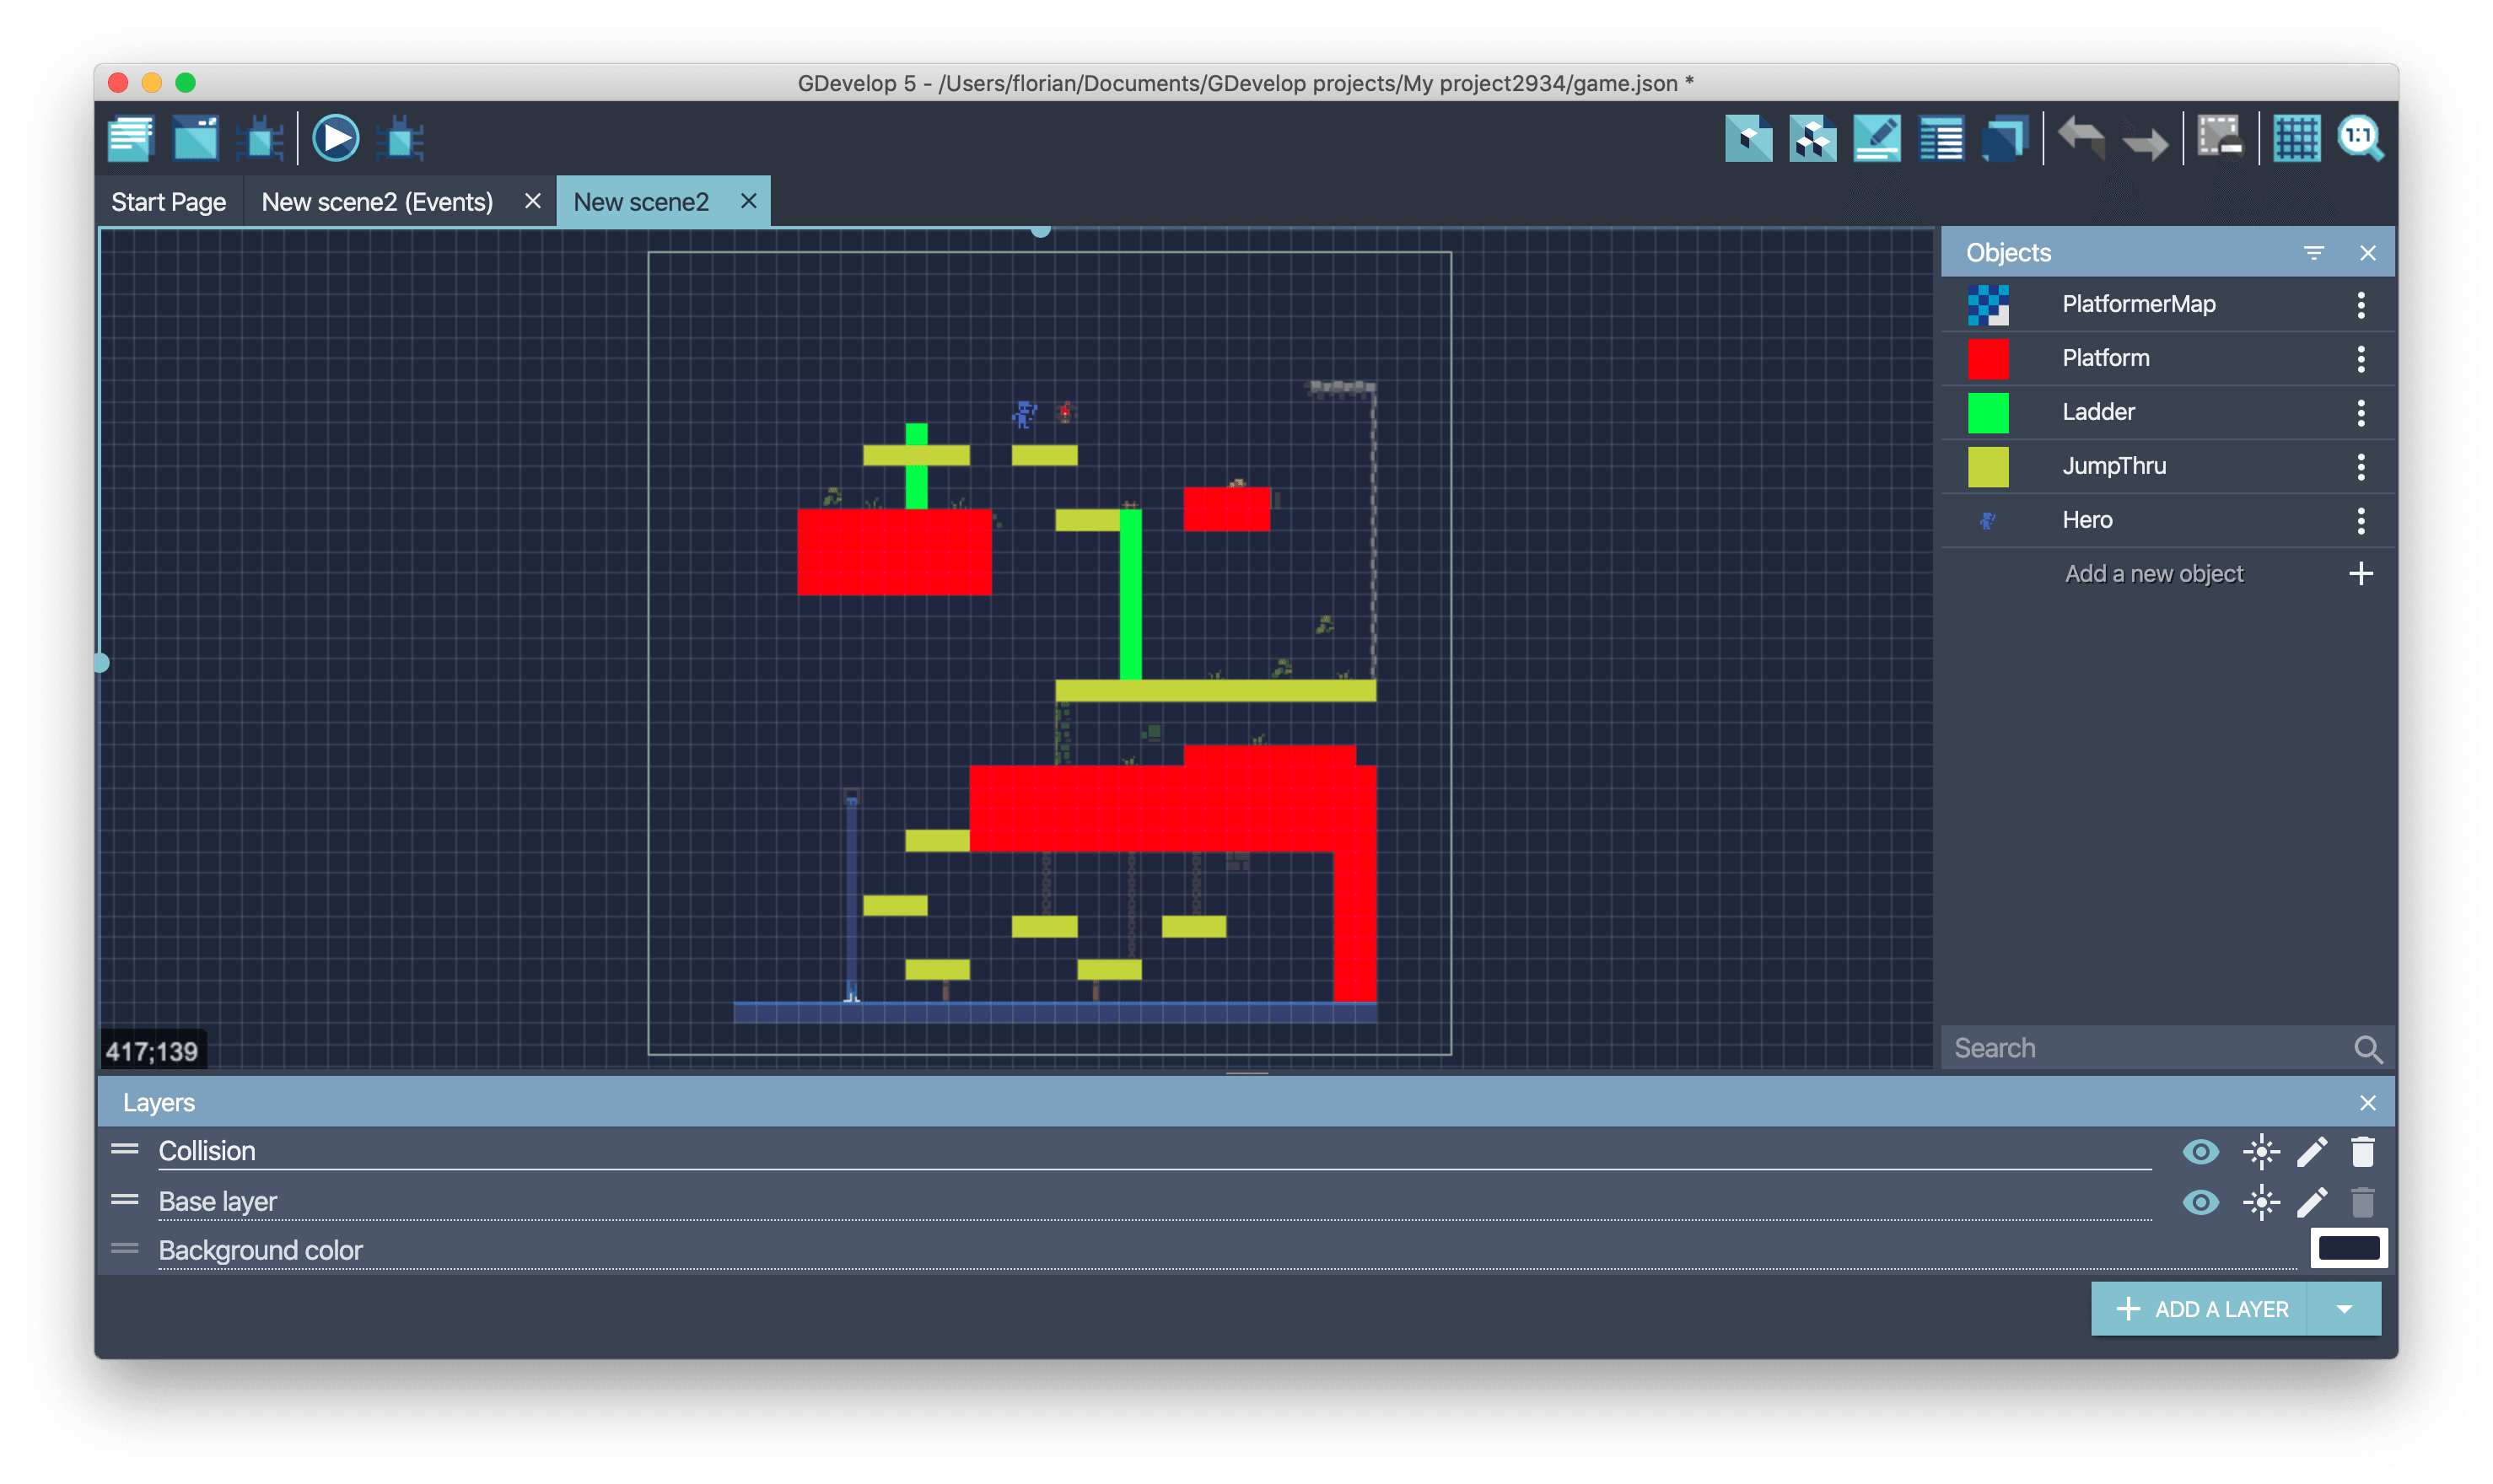 GDevelop 5 - /Users/florian/Documents/GDevelop projects/My project2934/game.json *
1:1
Start Page
New scene2 (Events)
New scene2
Objects
PlatformerMap
Platform
Ladder
JumpThru
Hero
Add a new object
417;139
Search
Layers
Collision
Base layer
Background color
ADD A LAYER